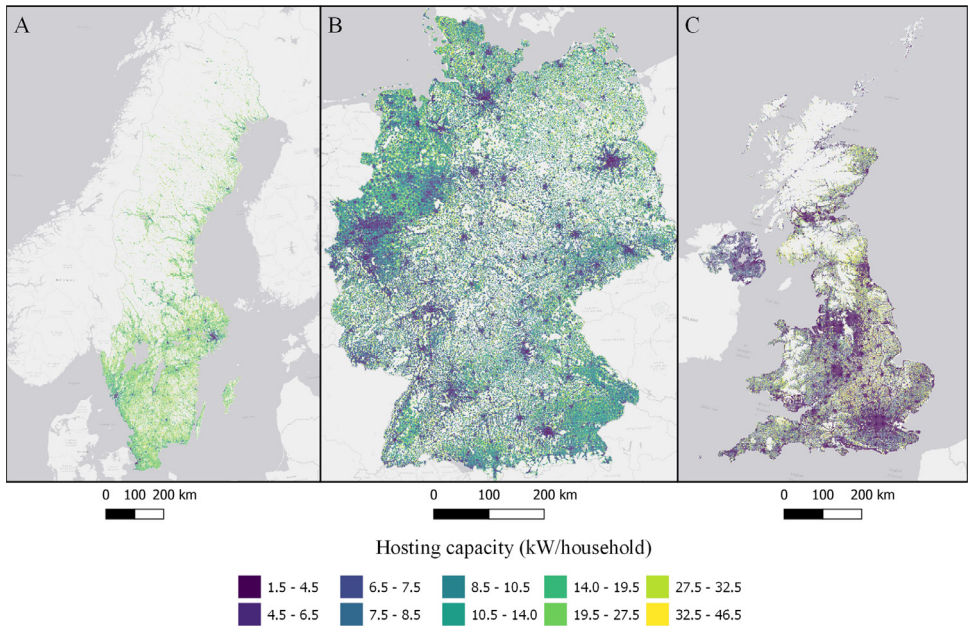 A
B
C
0 100 200 km
0 100 200 km
0 100 200 km
Hosting capacity (kW/household)
1.5 - 4.5
6.5 - 7.5
8.5 - 10.5
14.0 - 19.5
27.5 - 32.5
4.5 - 6.5
7.5 - 8.5
10.5 - 14.0
19.5 - 27.5
32.5 - 46.5